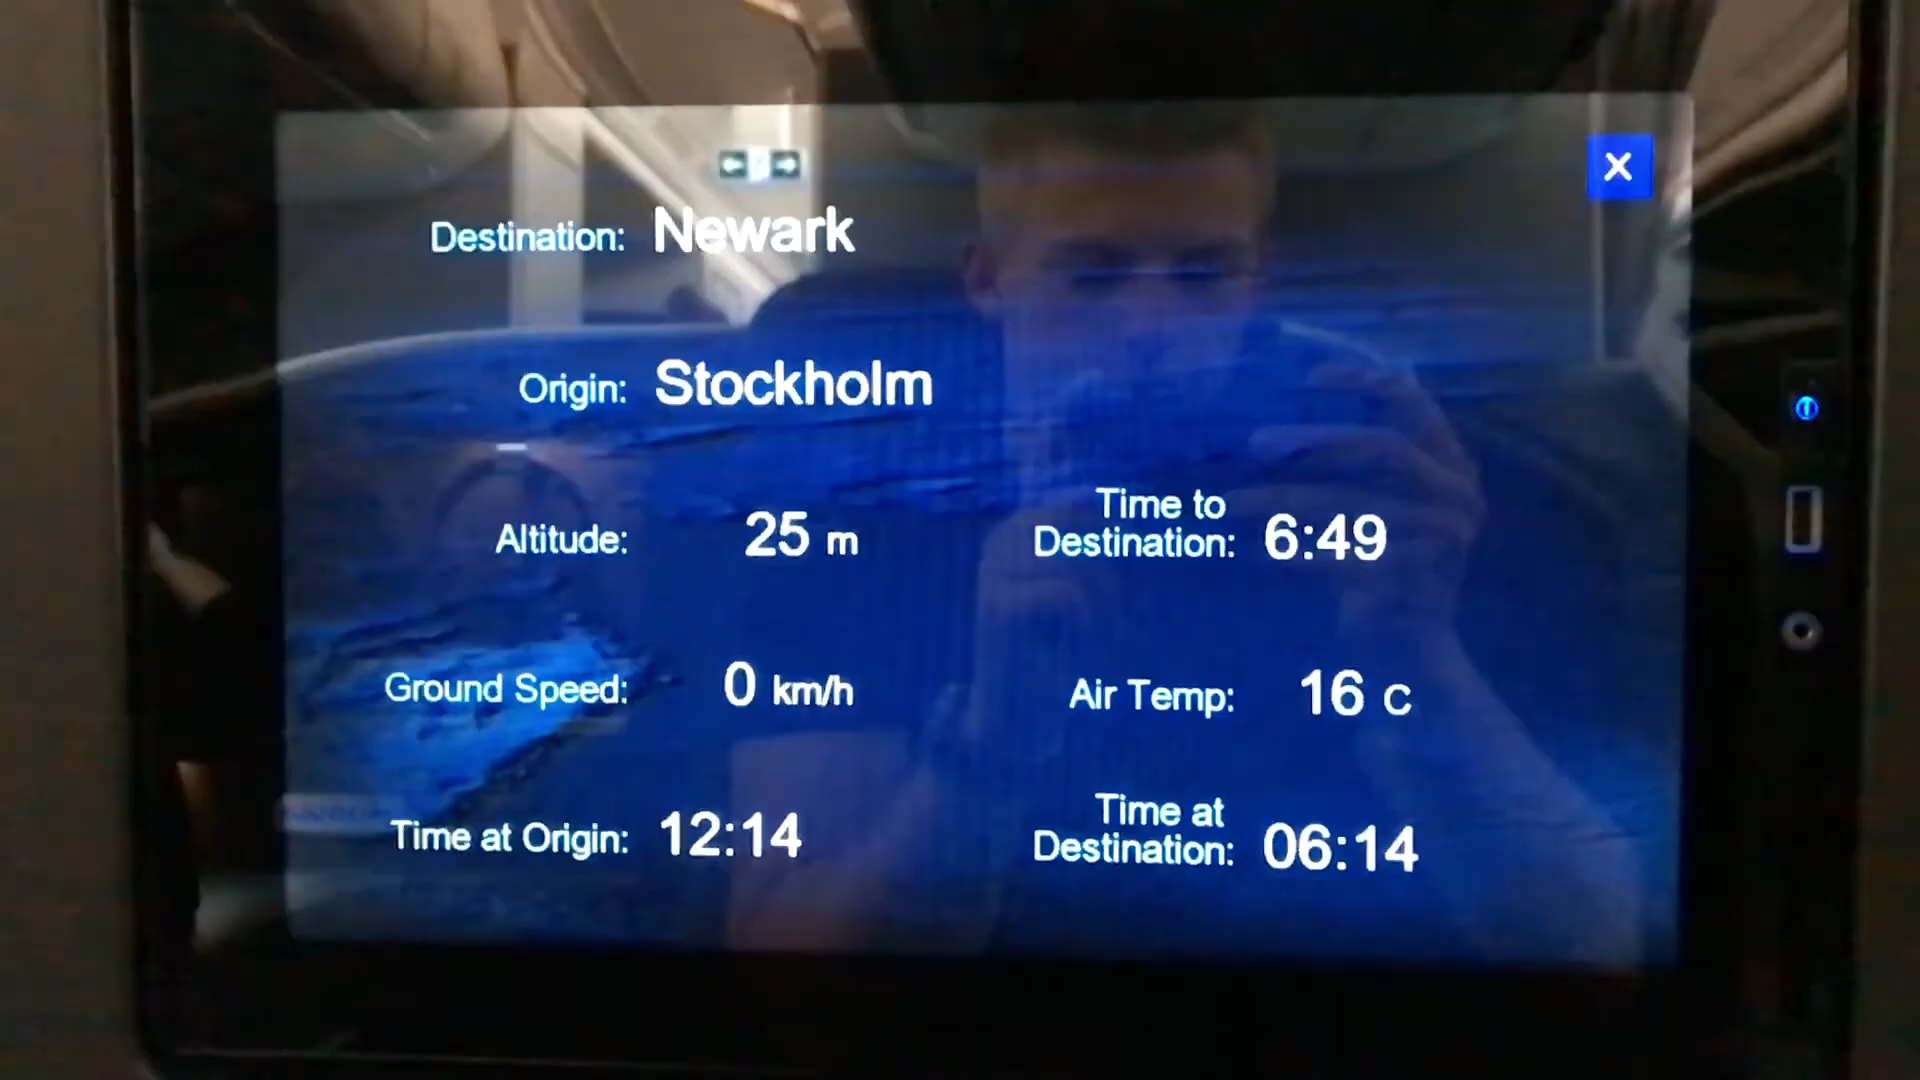 Destination: Newark
Origin: Stockholm
Altitude: 25 m
Time to
Destination: 6:49
Ground Speed: 0 km/h
Air Temp: 16 C
Time at Origin: 12:14
Time at
Destination: 06:14